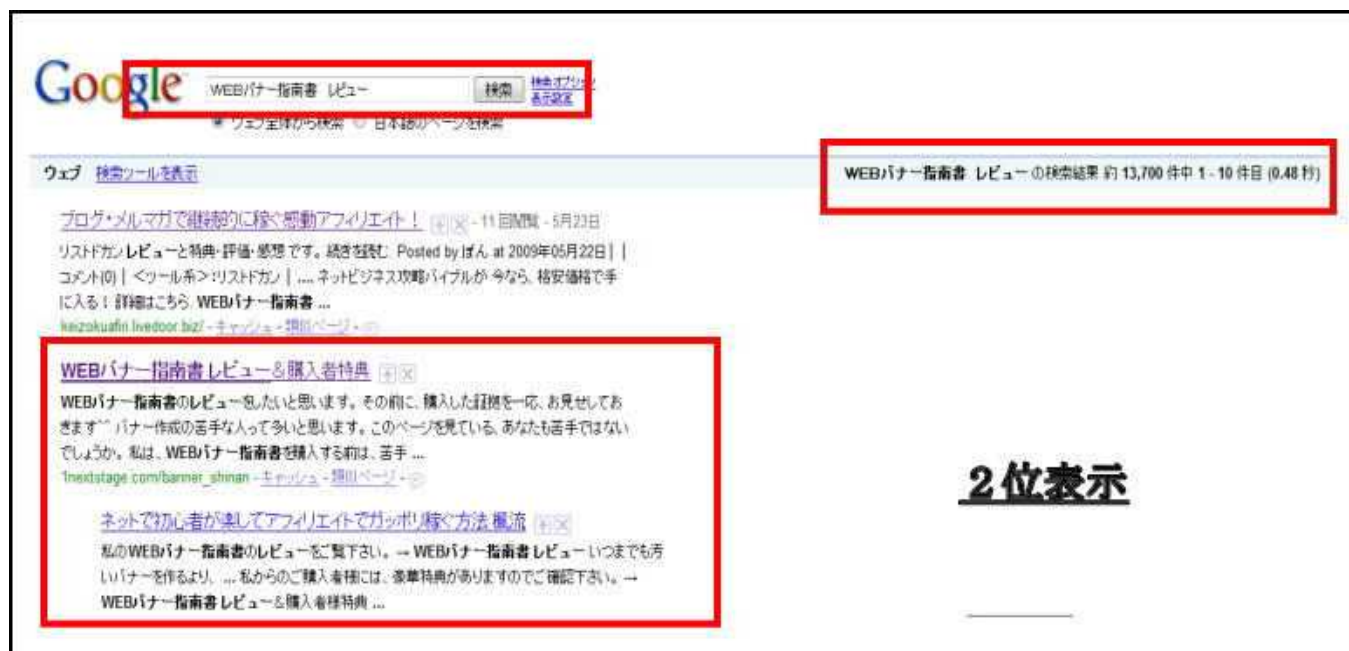 Google WEBバナー指南書 レビュー 検索 検索オプション
表示設定
ウェブ全体から検索 日本語のページを検索
ウェブ 検索ツールを表示 WEBバナー指南書 レビュー の検索結果 約 13,700 件中 1 - 10 件目 (0.48 秒)
ブログ・メルマガで継続的に稼ぐ感動アフィリエイト! - 11 回閲覧 - 5月23日
リストドカン レビューと特典・評価・感想 です。 続きを読む Posted by ぱん at 2009年05月22日 | |
コメント(0) | <ツール系>:リストドカン | .... ネットビジネス攻略バイブルが 今なら、格安価格で手
に入る! 詳細はこちら. WEBバナー指南書 ...
keizokuafiri.livedoor.biz/ - キャッシュ - 類似ページ -
WEBバナー指南書 レビュー&購入者特典
WEBバナー指南書のレビューをしたいと思います。その前に、購入した証拠を一応、お見せしてお
きます^^ バナー作成の苦手な人って多いと思います。このページを見ている、あなたも苦手ではない
でしょうか。私は、WEBバナー指南書を購入する前は、苦手 ...
1nextstage.com/banner_shinan - キャッシュ - 類似ページ -
2位表示
ネットで初心者が楽してアフィリエイトでガッポリ稼ぐ方法 楓流
私のWEBバナー指南書のレビューをご覧下さい。 → WEBバナー指南書 レビュー いつまでも汚
いバナーを作るより、 ... 私からのご購入者様には、豪華特典がありますのでご確認下さい。 →
WEBバナー指南書 レビュー&購入者様特典 ...